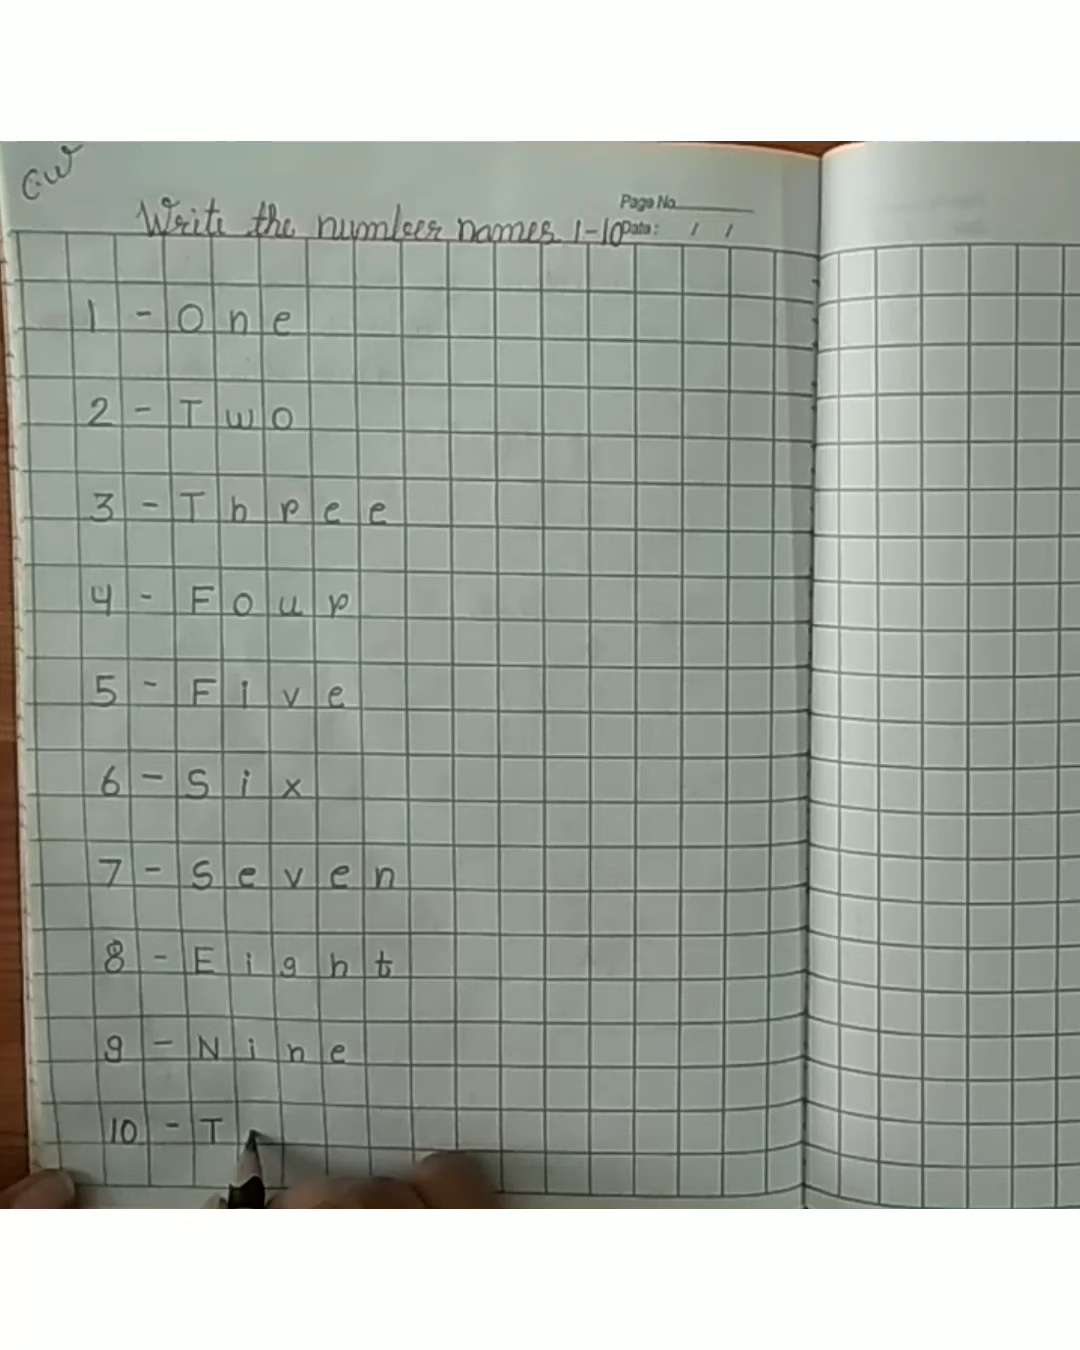 C.W
Page No.
Write the number names 1-10
Date: / /
1 - One
2 - Two
3 - Three
4 - Four
5 - Five
6 - Six
7 - Seven
8 - Eight
9 - Nine
10 - T